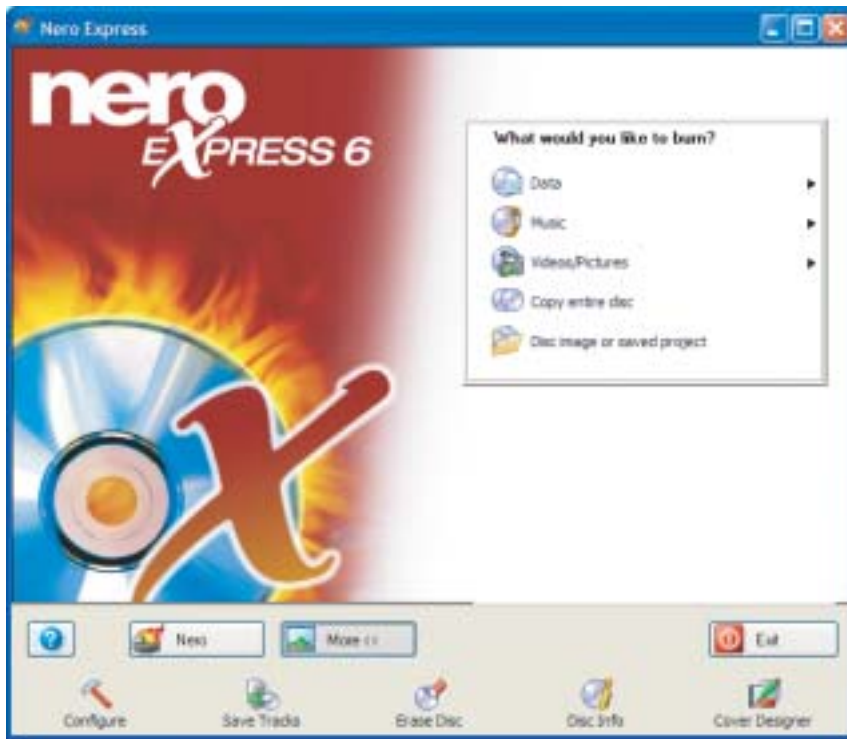 Nero Express
nero
EXPRESS 6
What would you like to burn?
Data
Music
Videos/Pictures
Copy entire disc
Disc image or saved project
?
Nero
More <<
Exit
Configure
Save Tracks
Erase Disc
Disc Info
Cover Designer